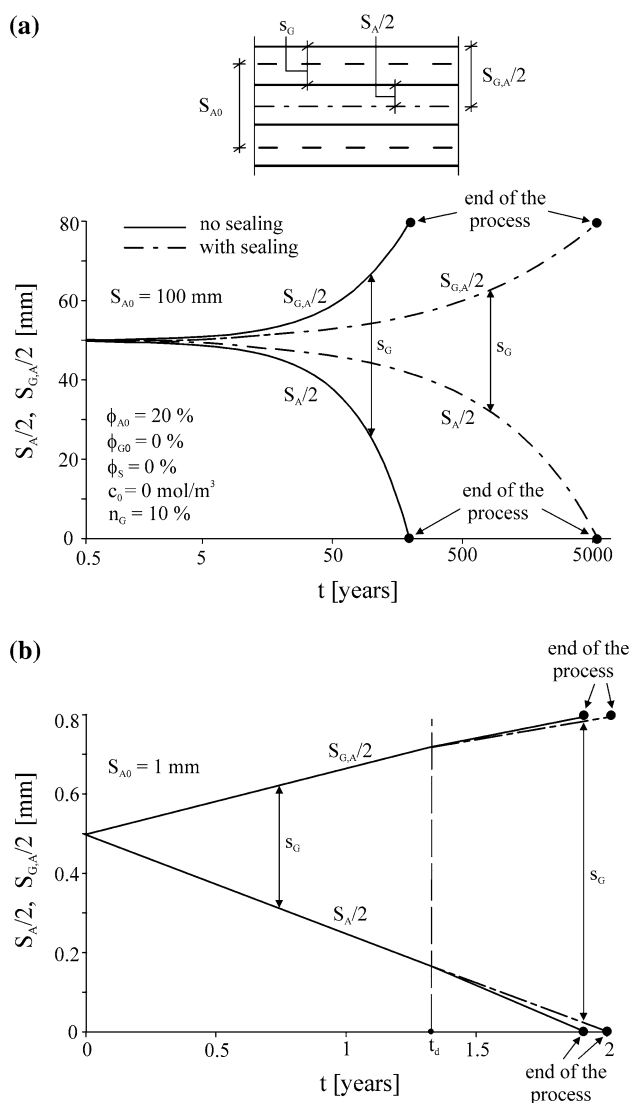 (a)
s_G
S_A/2
S_A0
S_G,A/2
S_A/2, S_G,A/2 [mm]
80
60
40
20
0
no sealing
with sealing
end of the
process
S_A0 = 100 mm
S_G,A/2
S_G,A/2
s_G
s_G
S_A/2
S_A/2
ϕ_A0 = 20 %
ϕ_G0 = 0 %
ϕ_S = 0 %
c_0 = 0 mol/m³
n_G = 10 %
end of the
process
0.5
5
50
500
5000
t [years]
(b)
end of the
process
S_A/2, S_G,A/2 [mm]
0.8
0.6
0.4
0.2
0
S_A0 = 1 mm
S_G,A/2
s_G
s_G
S_A/2
0
0.5
1
t_d
1.5
2
t [years]
end of the
process